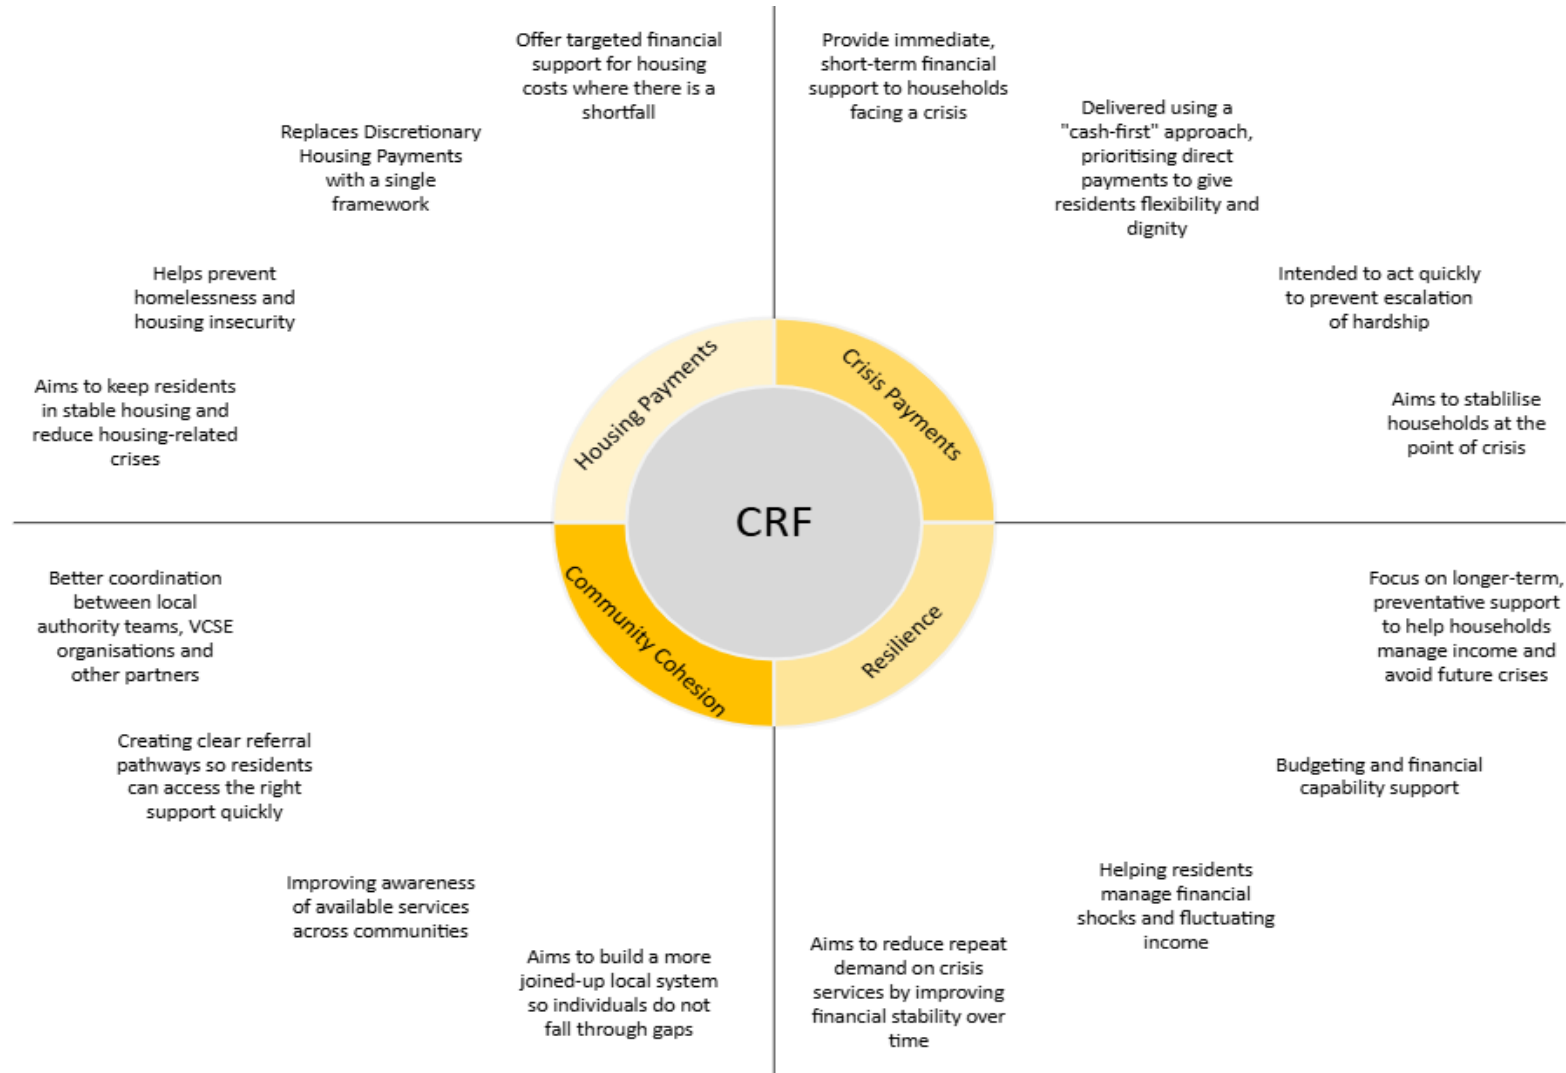 Offer targeted financial
support for housing
costs where there is a
shortfall
Replaces Discretionary
Housing Payments
with a single
framework
Helps prevent
homelessness and
housing insecurity
Aims to keep residents
in stable housing and
reduce housing-related
crises
Provide immediate,
short-term financial
support to households
facing a crisis
Delivered using a
"cash-first" approach,
prioritising direct
payments to give
residents flexibility and
dignity
Intended to act quickly
to prevent escalation
of hardship
Aims to stablilise
households at the
point of crisis
Housing Payments
Crisis Payments
CRF
Community Cohesion
Resilience
Better coordination
between local
authority teams, VCSE
organisations and
other partners
Creating clear referral
pathways so residents
can access the right
support quickly
Improving awareness
of available services
across communities
Aims to build a more
joined-up local system
so individuals do not
fall through gaps
Focus on longer-term,
preventative support
to help households
manage income and
avoid future crises
Budgeting and financial
capability support
Helping residents
manage financial
shocks and fluctuating
income
Aims to reduce repeat
demand on crisis
services by improving
financial stability over
time